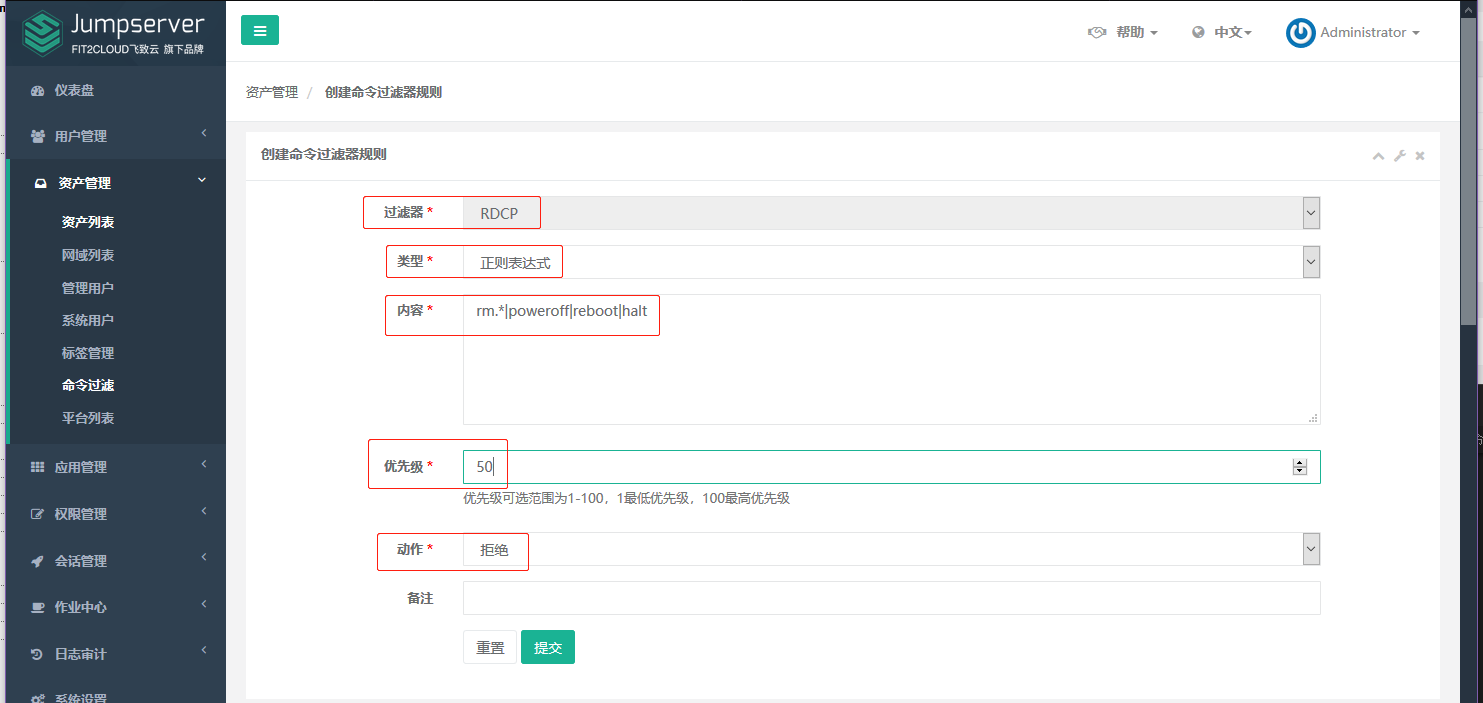 Jumpserver
FIT2CLOUD飞致云 旗下品牌
帮助
中文
Administrator
仪表盘
用户管理
资产管理
资产列表
网域列表
管理用户
系统用户
标签管理
命令过滤
平台列表
应用管理
权限管理
会话管理
作业中心
日志审计
系统设置
资产管理 / 创建命令过滤器规则
创建命令过滤器规则
过滤器 * RDCP
类型 * 正则表达式
内容 * rm.*|poweroff|reboot|halt
优先级 * 50
优先级可选范围为1-100，1最低优先级，100最高优先级
动作 * 拒绝
备注
重置 提交